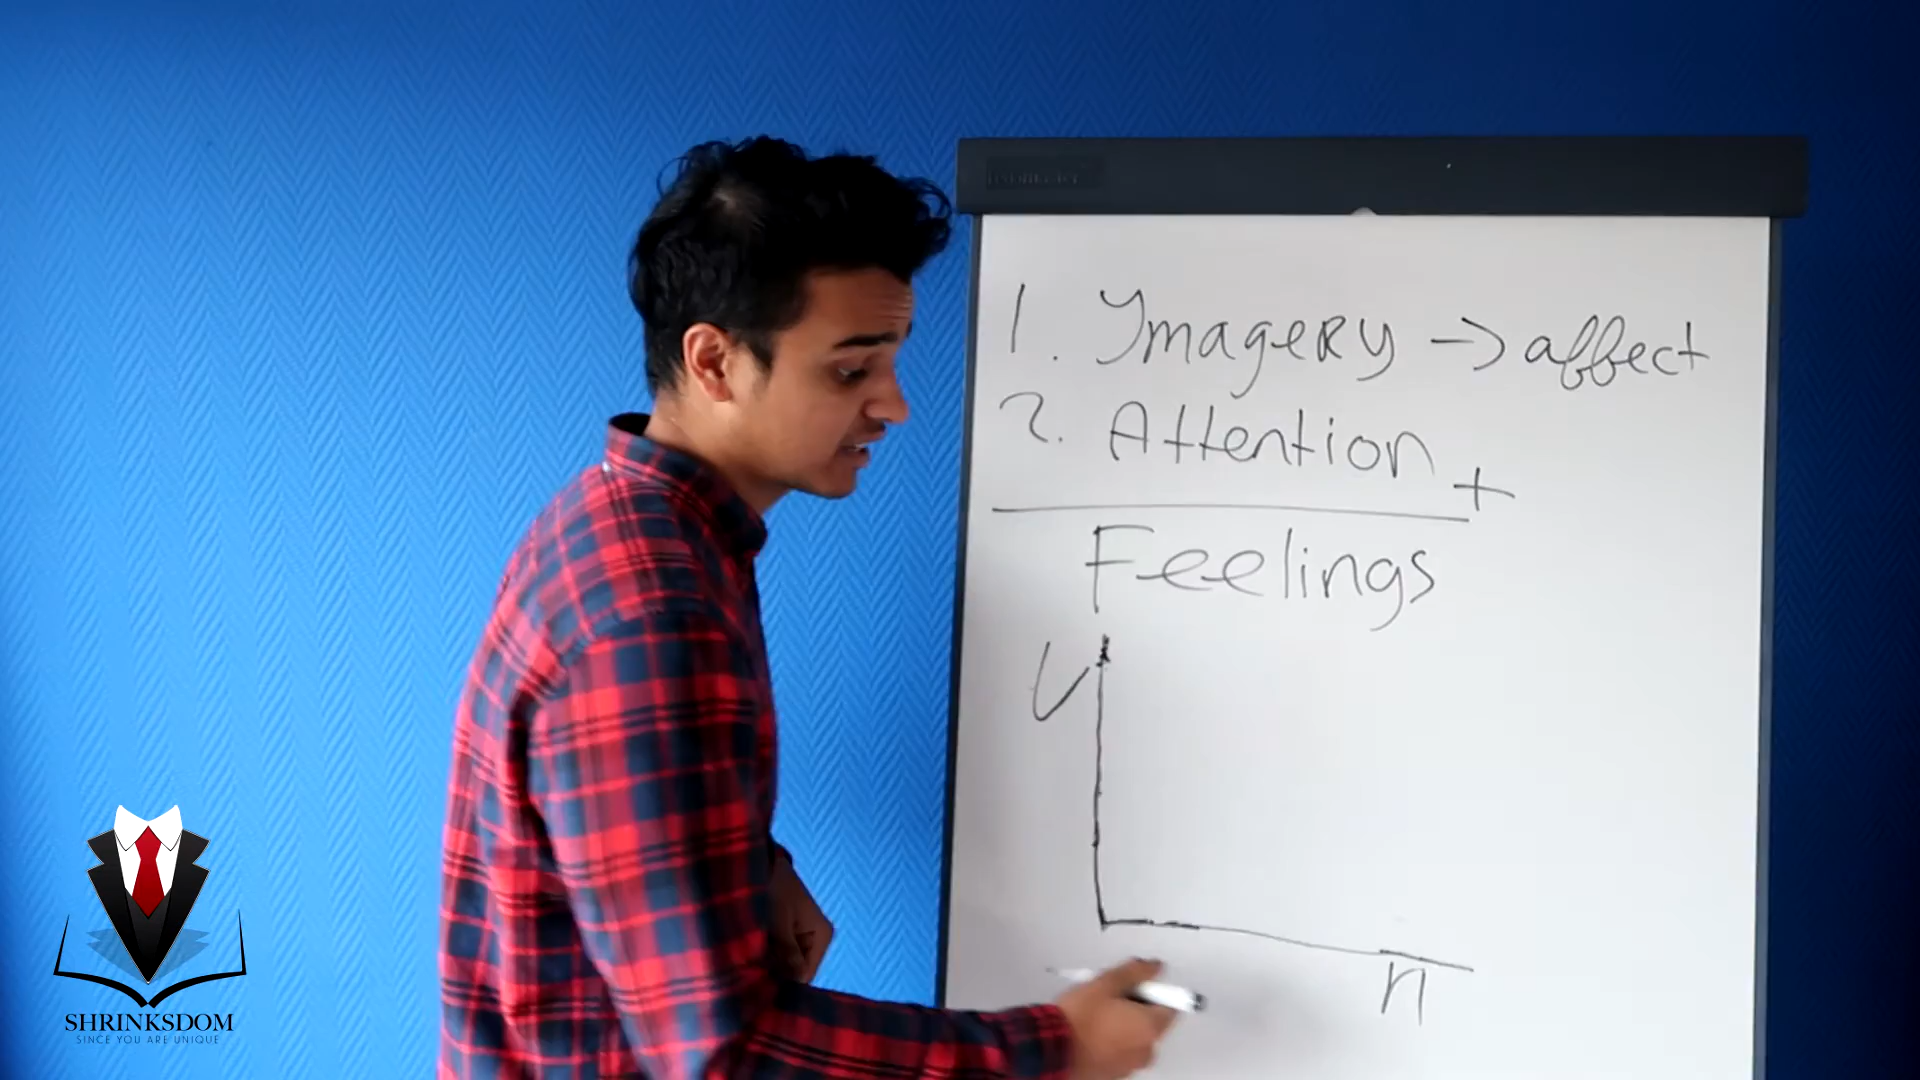 1. Imagery -> affect
2. Attention +
Feelings
V
n
SHRINKSDOM
SINCE YOU ARE UNIQUE